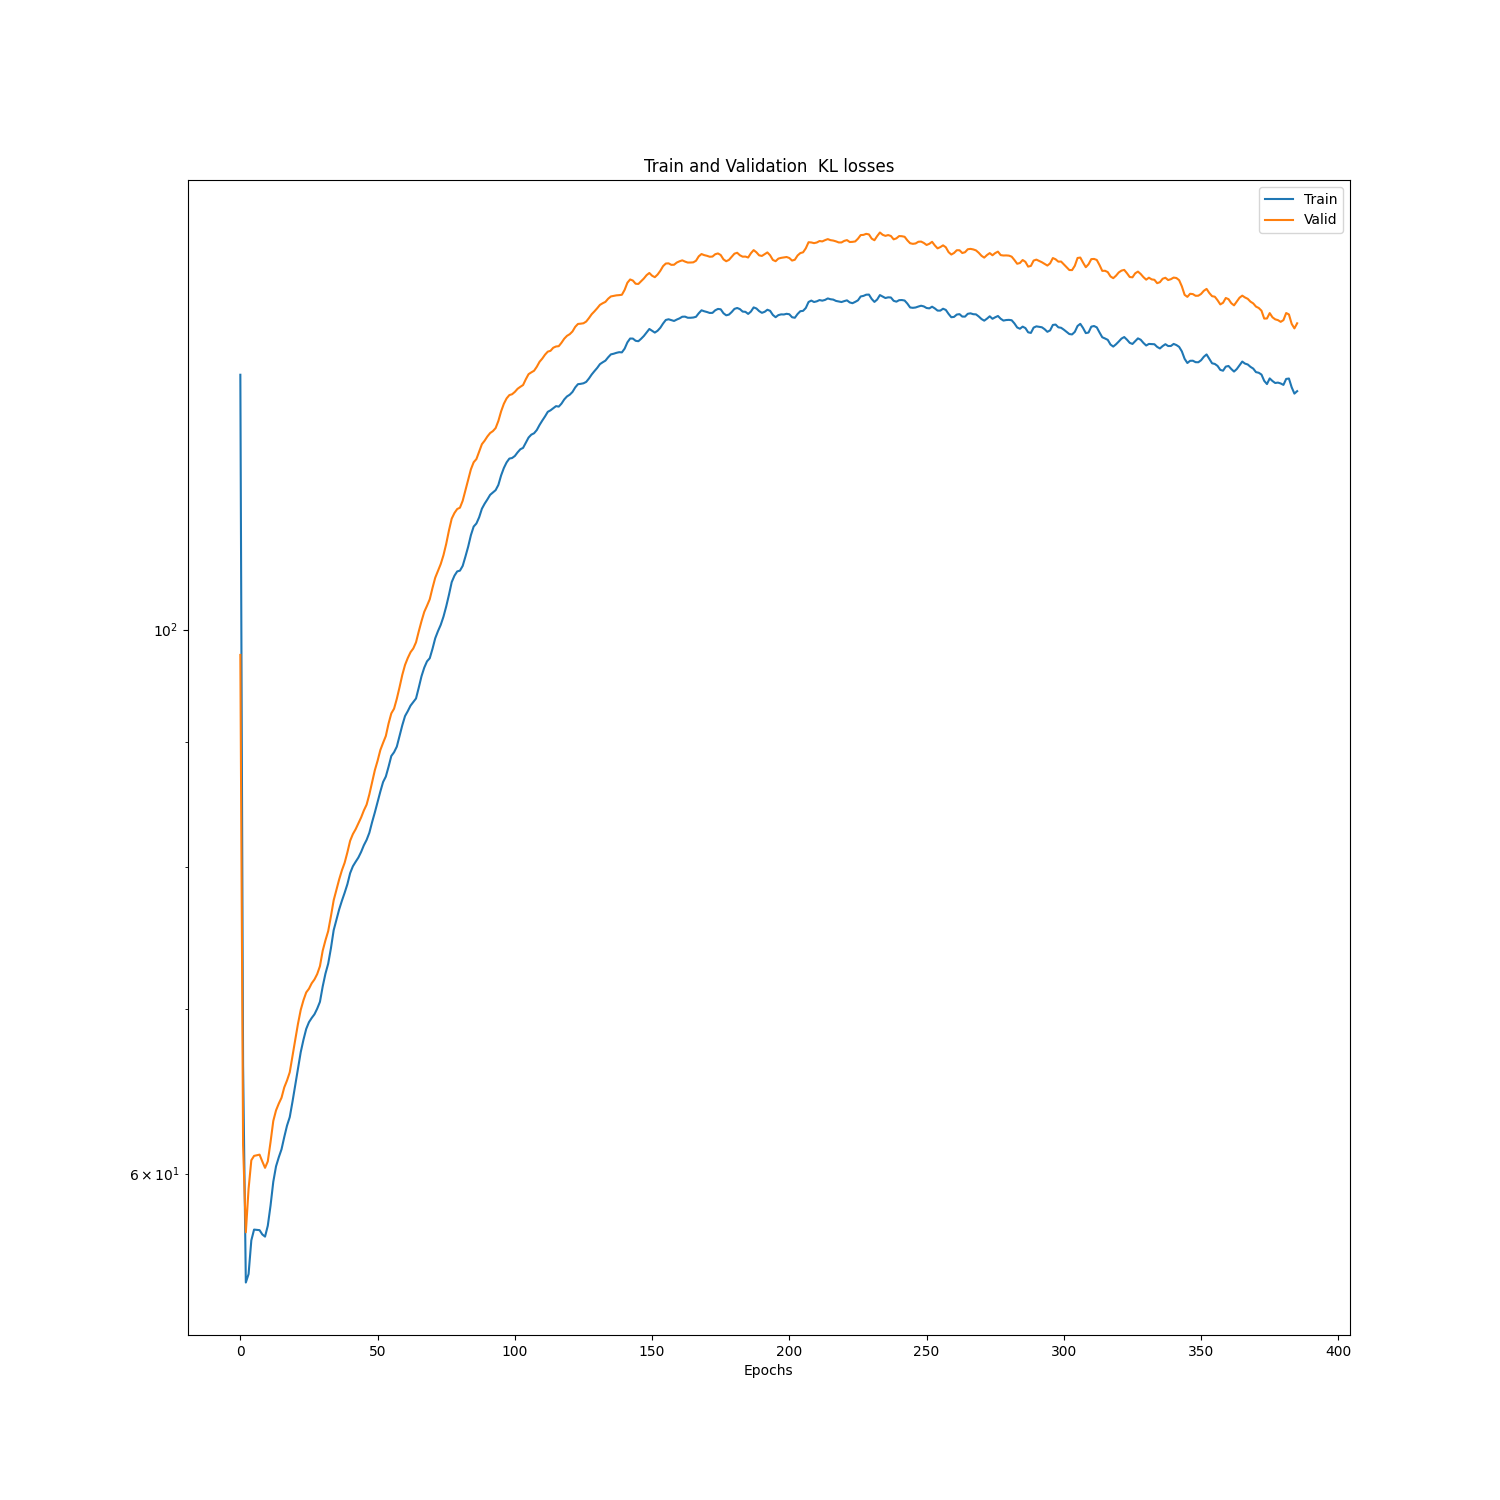 Train and Validation  KL losses
Train
Valid
10²
6 × 10¹
0 50 100 150 200 250 300 350 400
Epochs